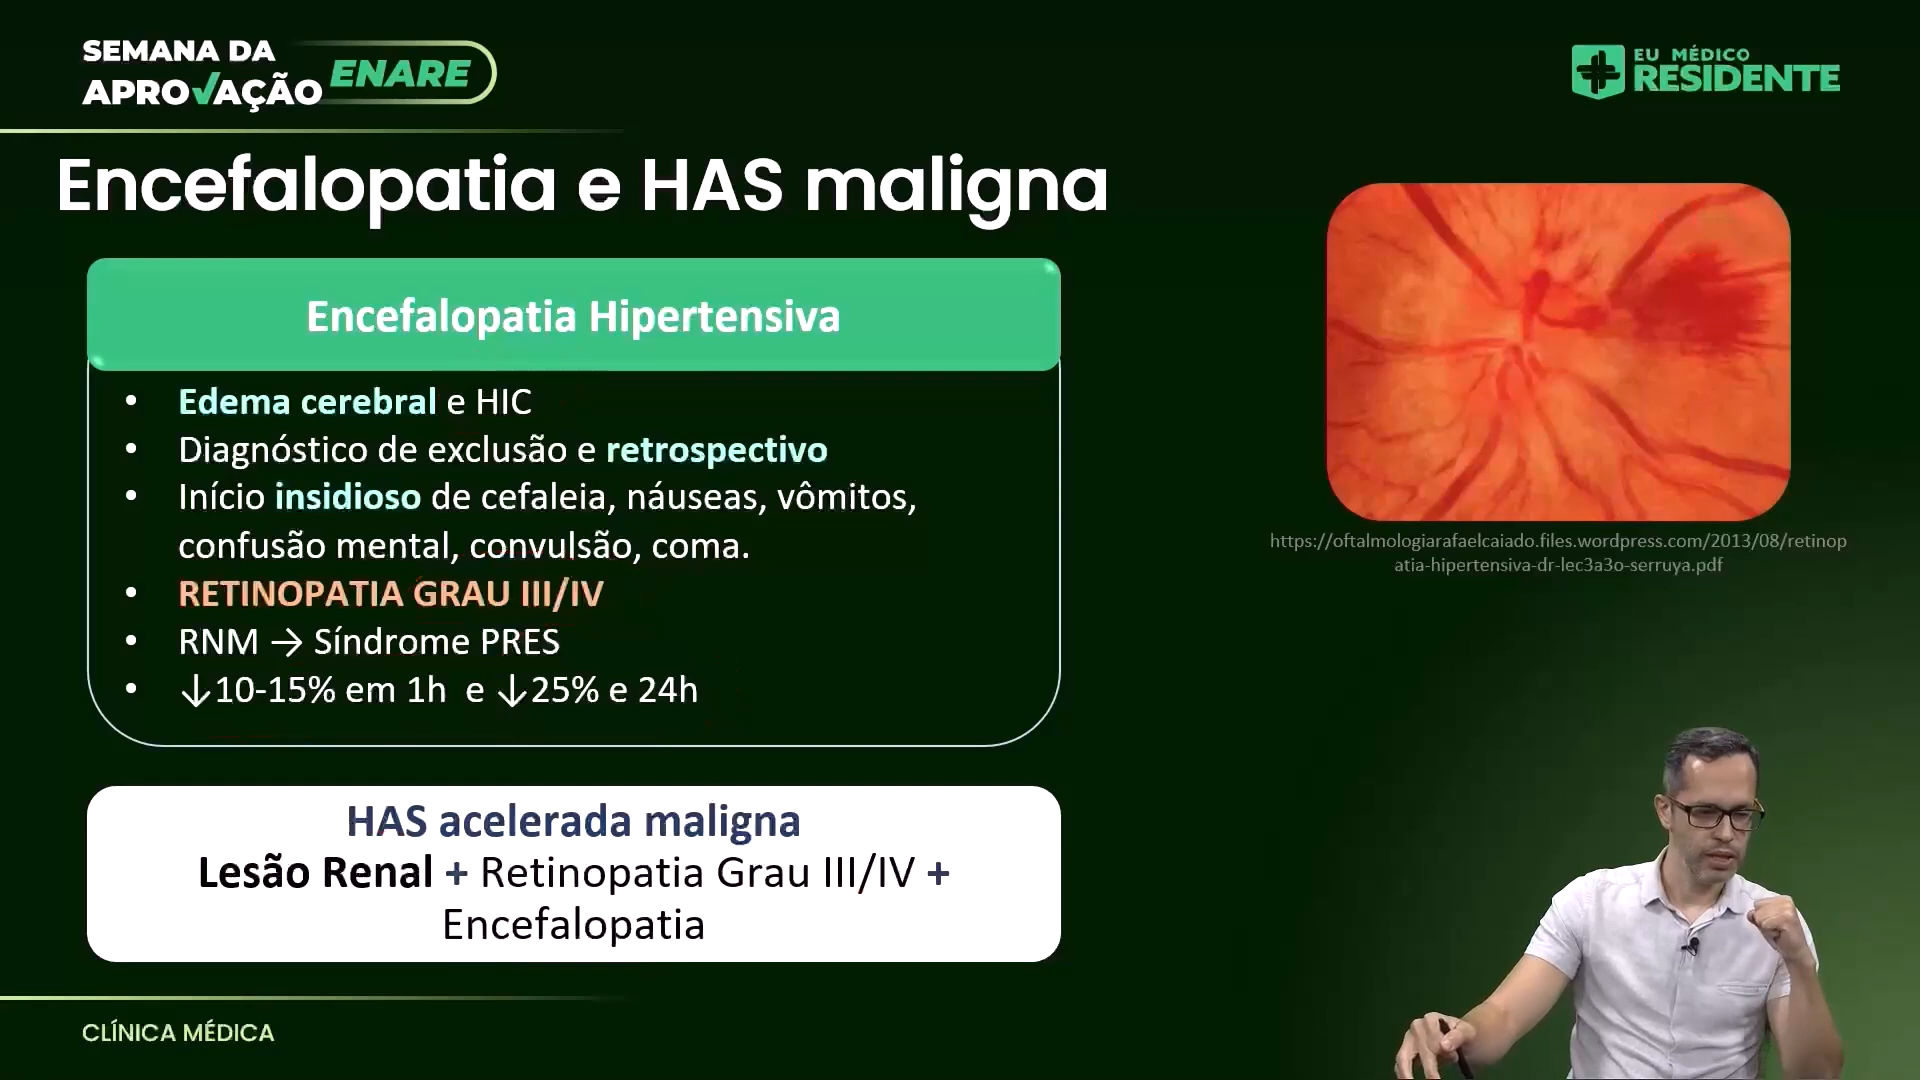 SEMANA DA
APROVAÇÃO ENARE
EU MÉDICO
RESIDENTE
Encefalopatia e HAS maligna
Encefalopatia Hipertensiva
• Edema cerebral e HIC
• Diagnóstico de exclusão e retrospectivo
• Início insidioso de cefaleia, náuseas, vômitos,
confusão mental, convulsão, coma.
• RETINOPATIA GRAU III/IV
• RNM → Síndrome PRES
• ↓10-15% em 1h e ↓25% e 24h
https://oftalmologiarafaelcaiado.files.wordpress.com/2013/08/retinop
atia-hipertensiva-dr-lec3a3o-serruya.pdf
HAS acelerada maligna
Lesão Renal + Retinopatia Grau III/IV +
Encefalopatia
CLÍNICA MÉDICA